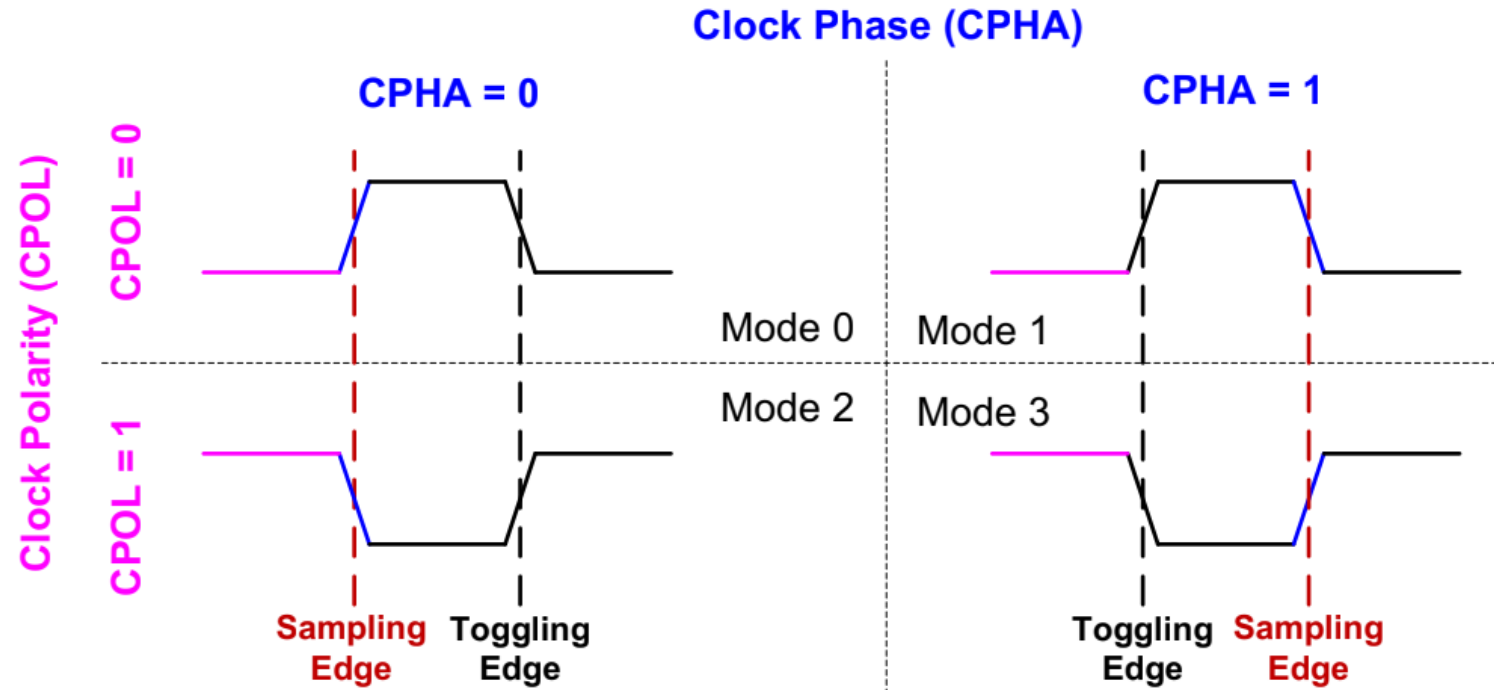 Clock Phase (CPHA)
CPHA = 0
CPHA = 1
Clock Polarity (CPOL)
CPOL = 0
Mode 0
Mode 1
CPOL = 1
Mode 2
Mode 3
Sampling
Edge
Toggling
Edge
Toggling
Edge
Sampling
Edge